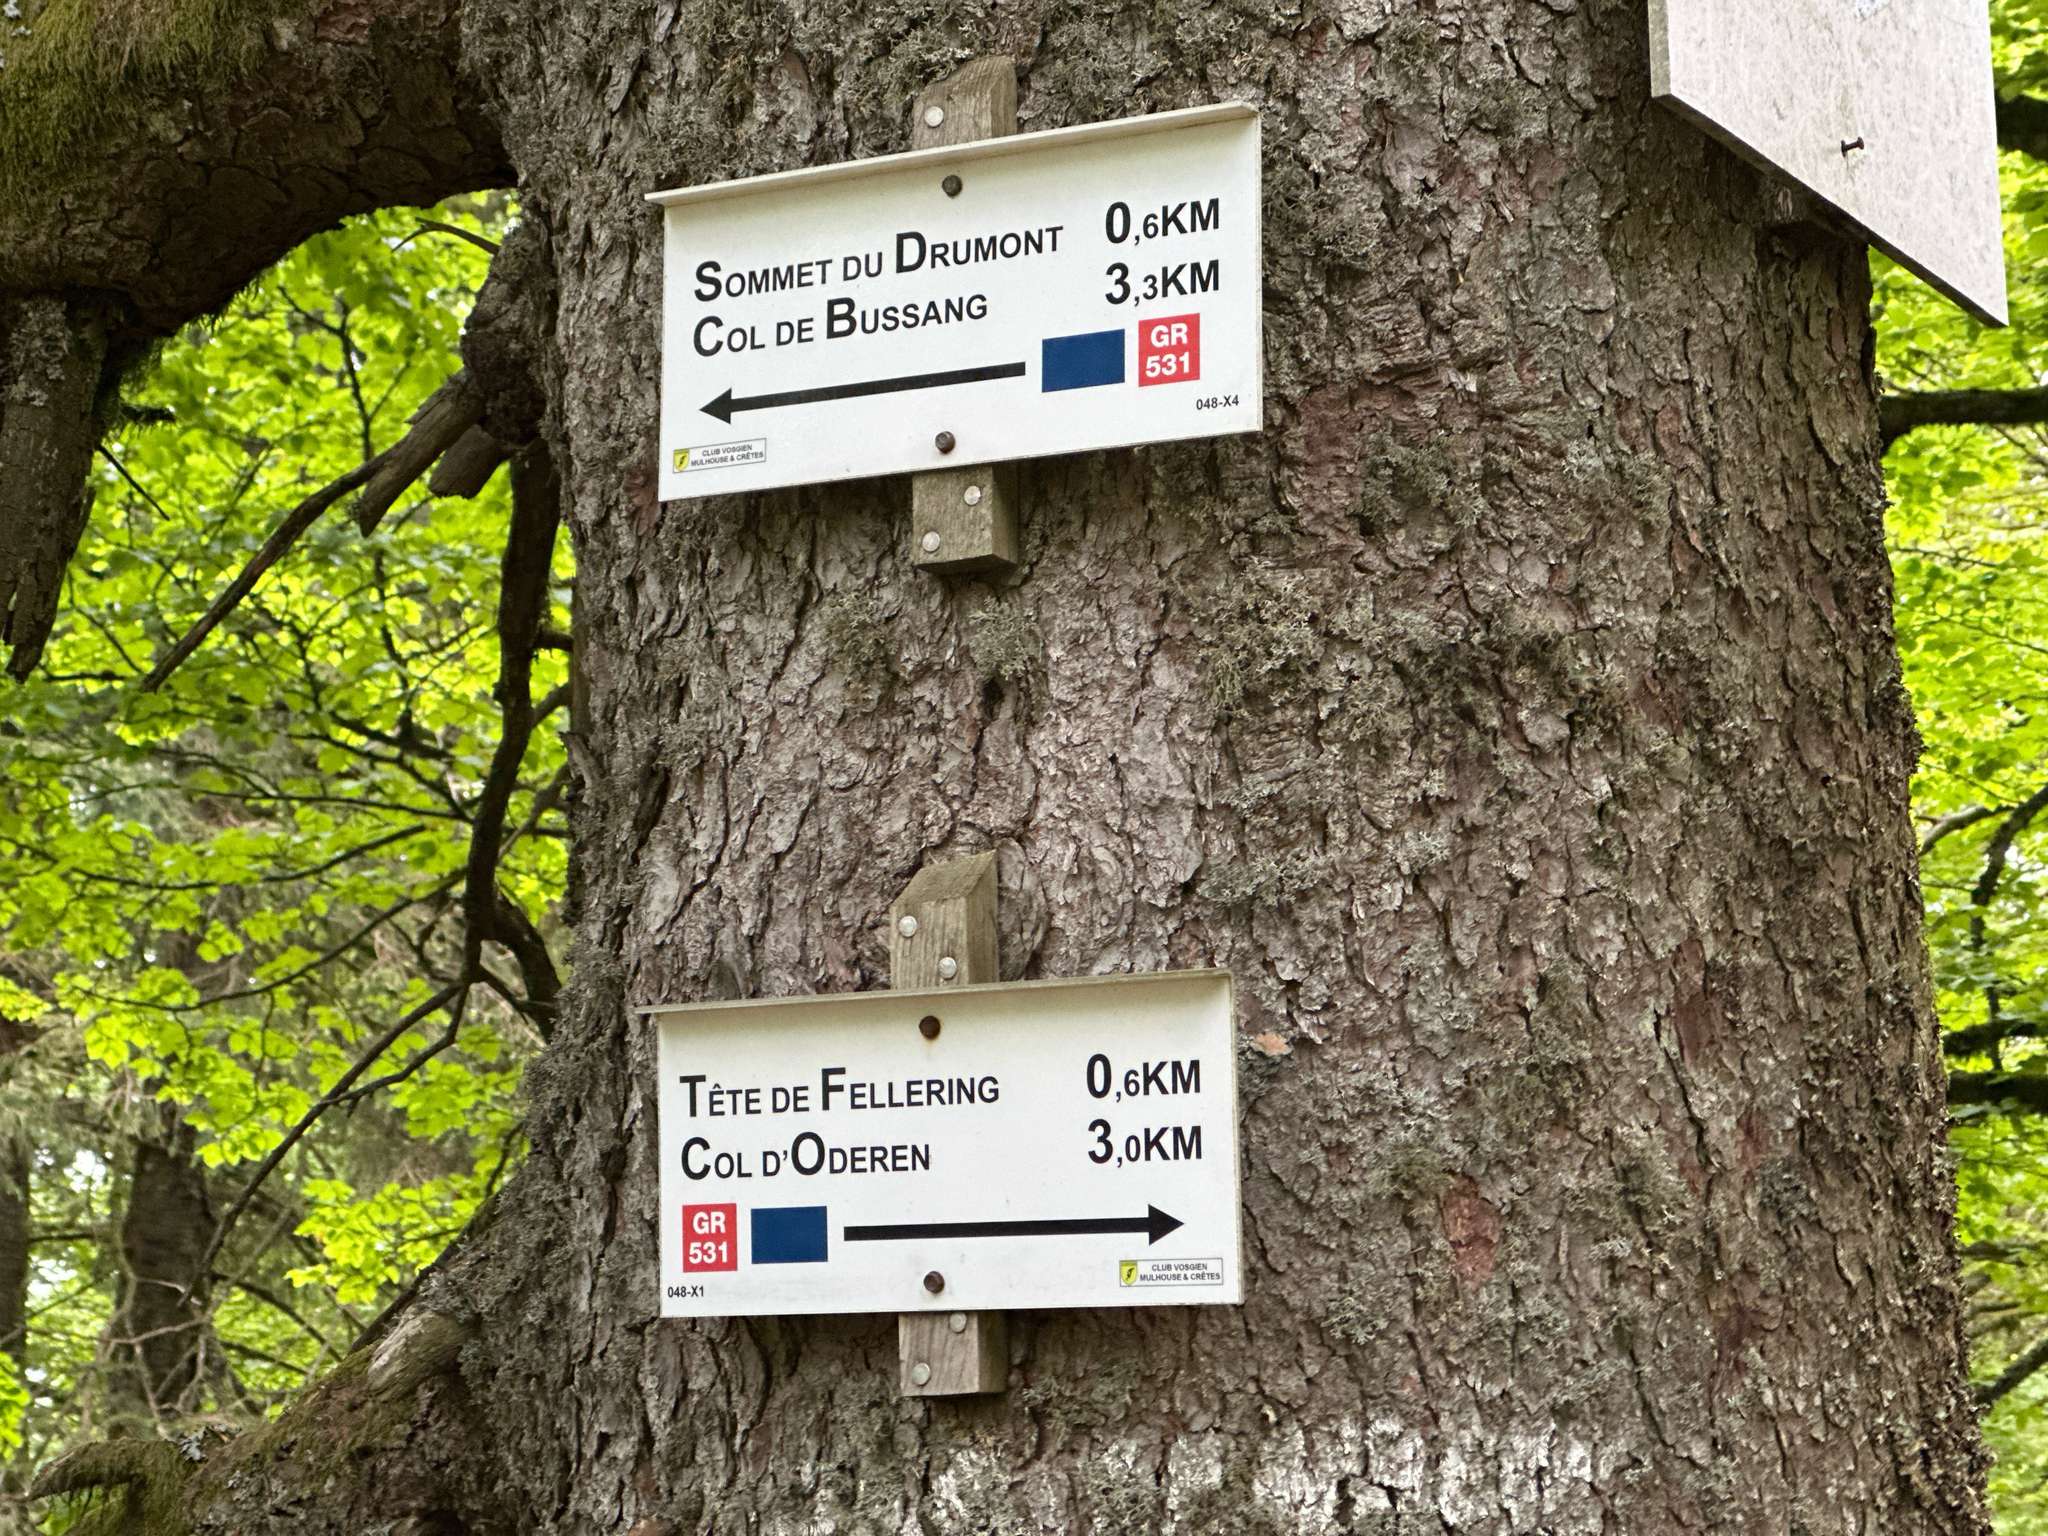 SOMMET DU DRUMONT 0,6KM
COL DE BUSSANG 3,3KM
GR
531
048-X4
CLUB VOSGIEN
MULHOUSE & CRÊTES
TÊTE DE FELLERING 0,6KM
COL D'ODEREN 3,0KM
GR
531
CLUB VOSGIEN
MULHOUSE & CRÊTES
048-X1